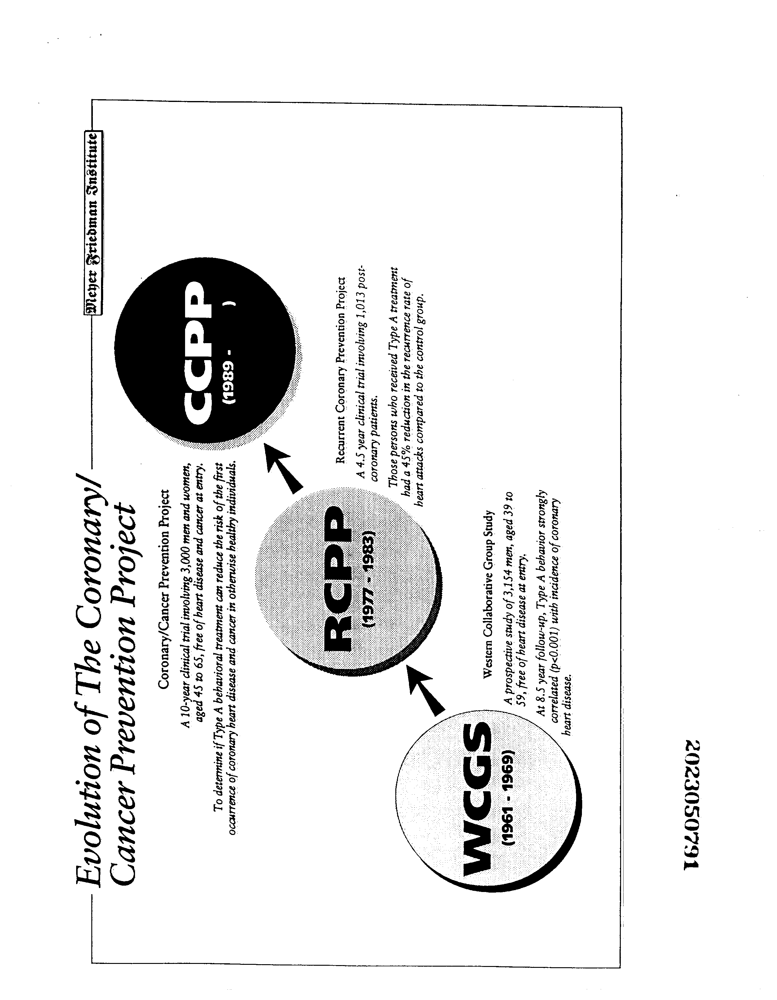 Evolution of The Coronary/
Cancer Prevention Project
Meyer Friedman Institute
Coronary/Cancer Prevention Project
A 10-year clinical trial involving 3,000 men and women,
aged 45 to 65, free of heart disease and cancer at entry.
To determine if Type A behavioral treatment can reduce the risk of the first
occurrence of coronary heart disease and cancer in otherwise healthy individuals.
CCPP
(1989 - )
Recurrent Coronary Prevention Project
A 4.5 year clinical trial involving 1,013 post-
coronary patients.
Those persons who received Type A treatment
had a 45% reduction in the recurrence rate of
heart attacks compared to the control group.
RCPP
(1977 - 1983)
Western Collaborative Group Study
A prospective study of 3,154 men, aged 39 to
59, free of heart disease at entry.
At 8.5 year follow-up, Type A behavior strongly
correlated (p<0.001) with incidence of coronary
heart disease.
WCGS
(1961 - 1969)
2023050791